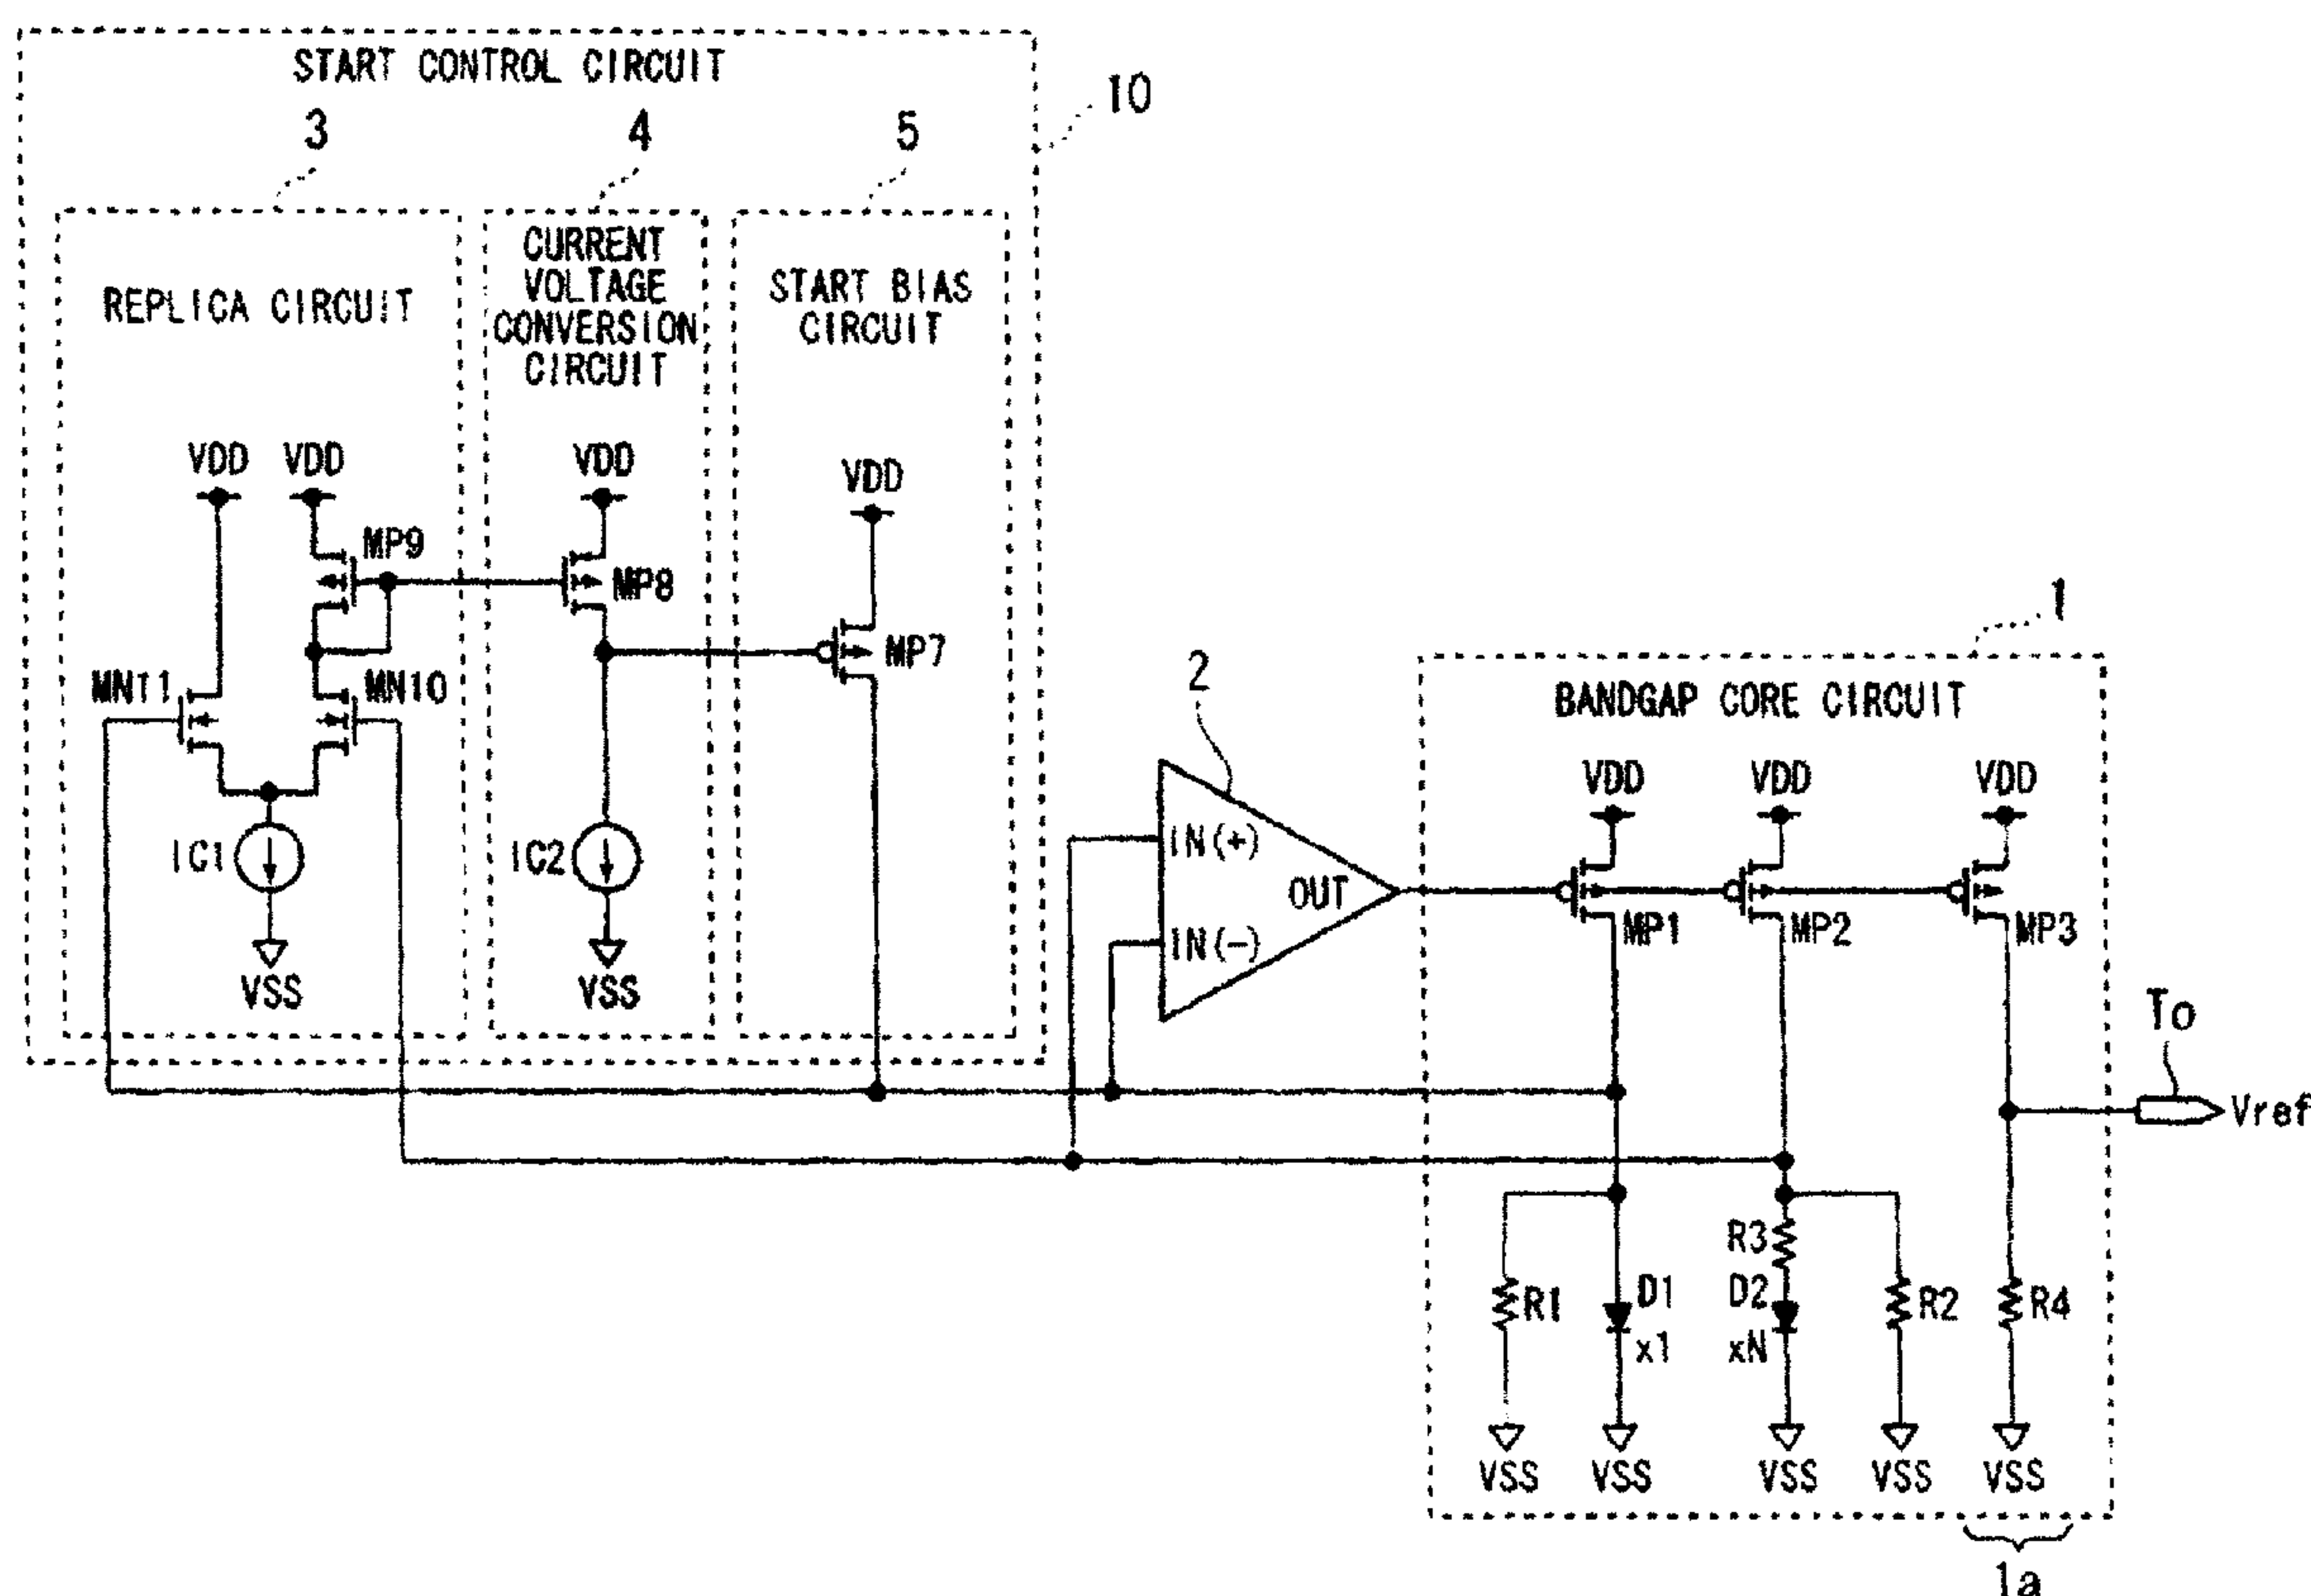 START CONTROL CIRCUIT
10
3
4
5
REPLICA CIRCUIT
CURRENT
VOLTAGE
CONVERSION
CIRCUIT
START BIAS
CIRCUIT
VDD
VDD
VDD
VDD
MP9
MP8
MP7
MN11
MN10
IC1
IC2
VSS
VSS
2
IN(+)
IN(-)
OUT
1
BANDGAP CORE CIRCUIT
VDD
VDD
VDD
MP1
MP2
MP3
To
Vref
R1
D1
x1
R3
D2
xN
R2
R4
VSS
VSS
VSS
VSS
VSS
1a